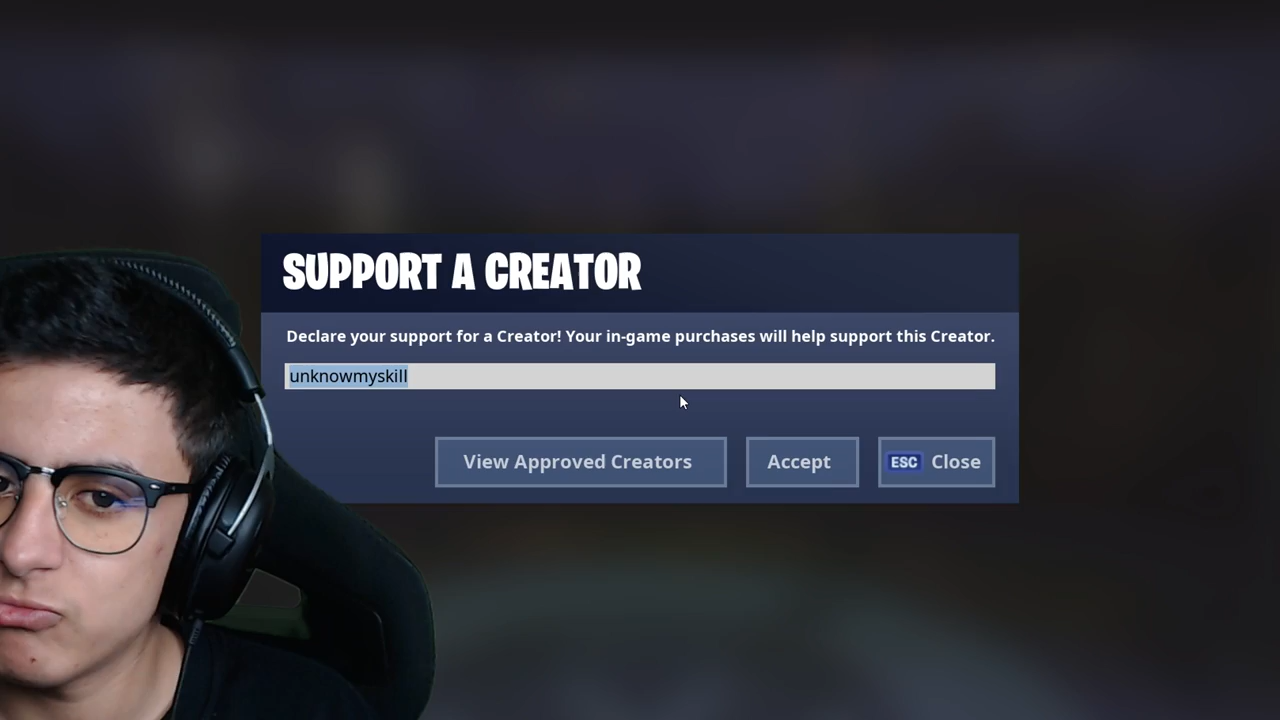 SUPPORT A CREATOR
Declare your support for a Creator! Your in-game purchases will help support this Creator.
unknowmyskill
View Approved Creators
Accept
ESC Close